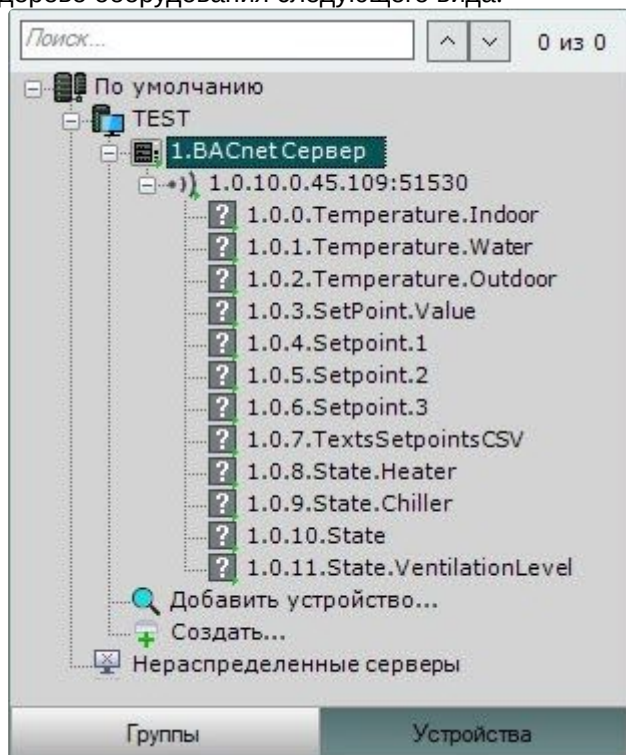 дерево оборудования следующего вида:
Поиск... 0 из 0
По умолчанию
TEST
1.BACnet Сервер
1.0.10.0.45.109:51530
1.0.0.Temperature.Indoor
1.0.1.Temperature.Water
1.0.2.Temperature.Outdoor
1.0.3.SetPoint.Value
1.0.4.Setpoint.1
1.0.5.Setpoint.2
1.0.6.Setpoint.3
1.0.7.TextsSetpointsCSV
1.0.8.State.Heater
1.0.9.State.Chiller
1.0.10.State
1.0.11.State.VentilationLevel
Добавить устройство...
Создать...
Нераспределенные серверы
Группы Устройства